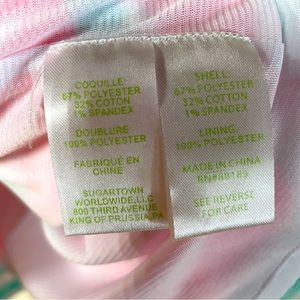 COQUILLE:
67% POLYESTER
32% COTON
1% SPANDEX
DOUBLURE
100% POLYESTER
FABRIQUÉ EN
CHINE
SUGARTOWN
WORLDWIDE, LLC
800 THIRD AVENUE
KING OF PRUSSIA, PA
SHELL:
67% POLYESTER
32% COTTON
1% SPANDEX
LINING
100% POLYESTER
MADE IN CHINA
RN#88189
SEE REVERSE
FOR CARE